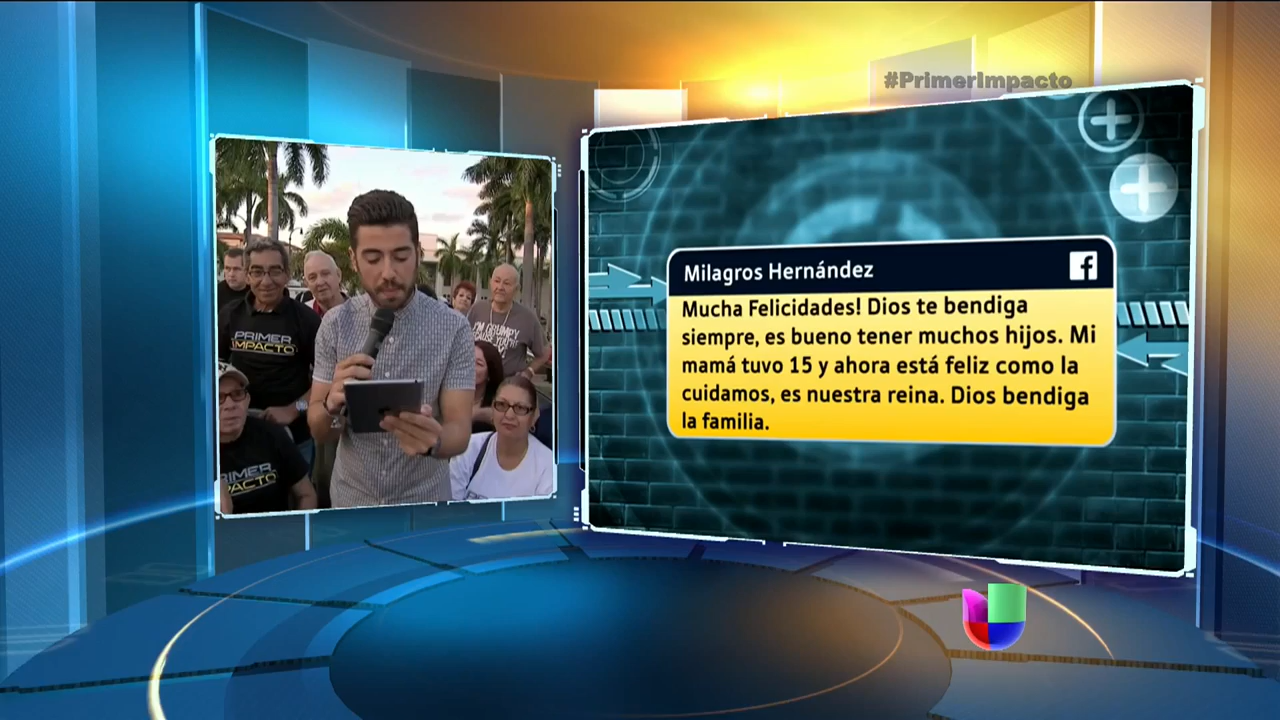 #PrimerImpacto
PRIMER
IMPACTO
I'M GRUMPY
PRIMER
IMPACTO
Milagros Hernández
Mucha Felicidades! Dios te bendiga
siempre, es bueno tener muchos hijos. Mi
mamá tuvo 15 y ahora está feliz como la
cuidamos, es nuestra reina. Dios bendiga
la familia.